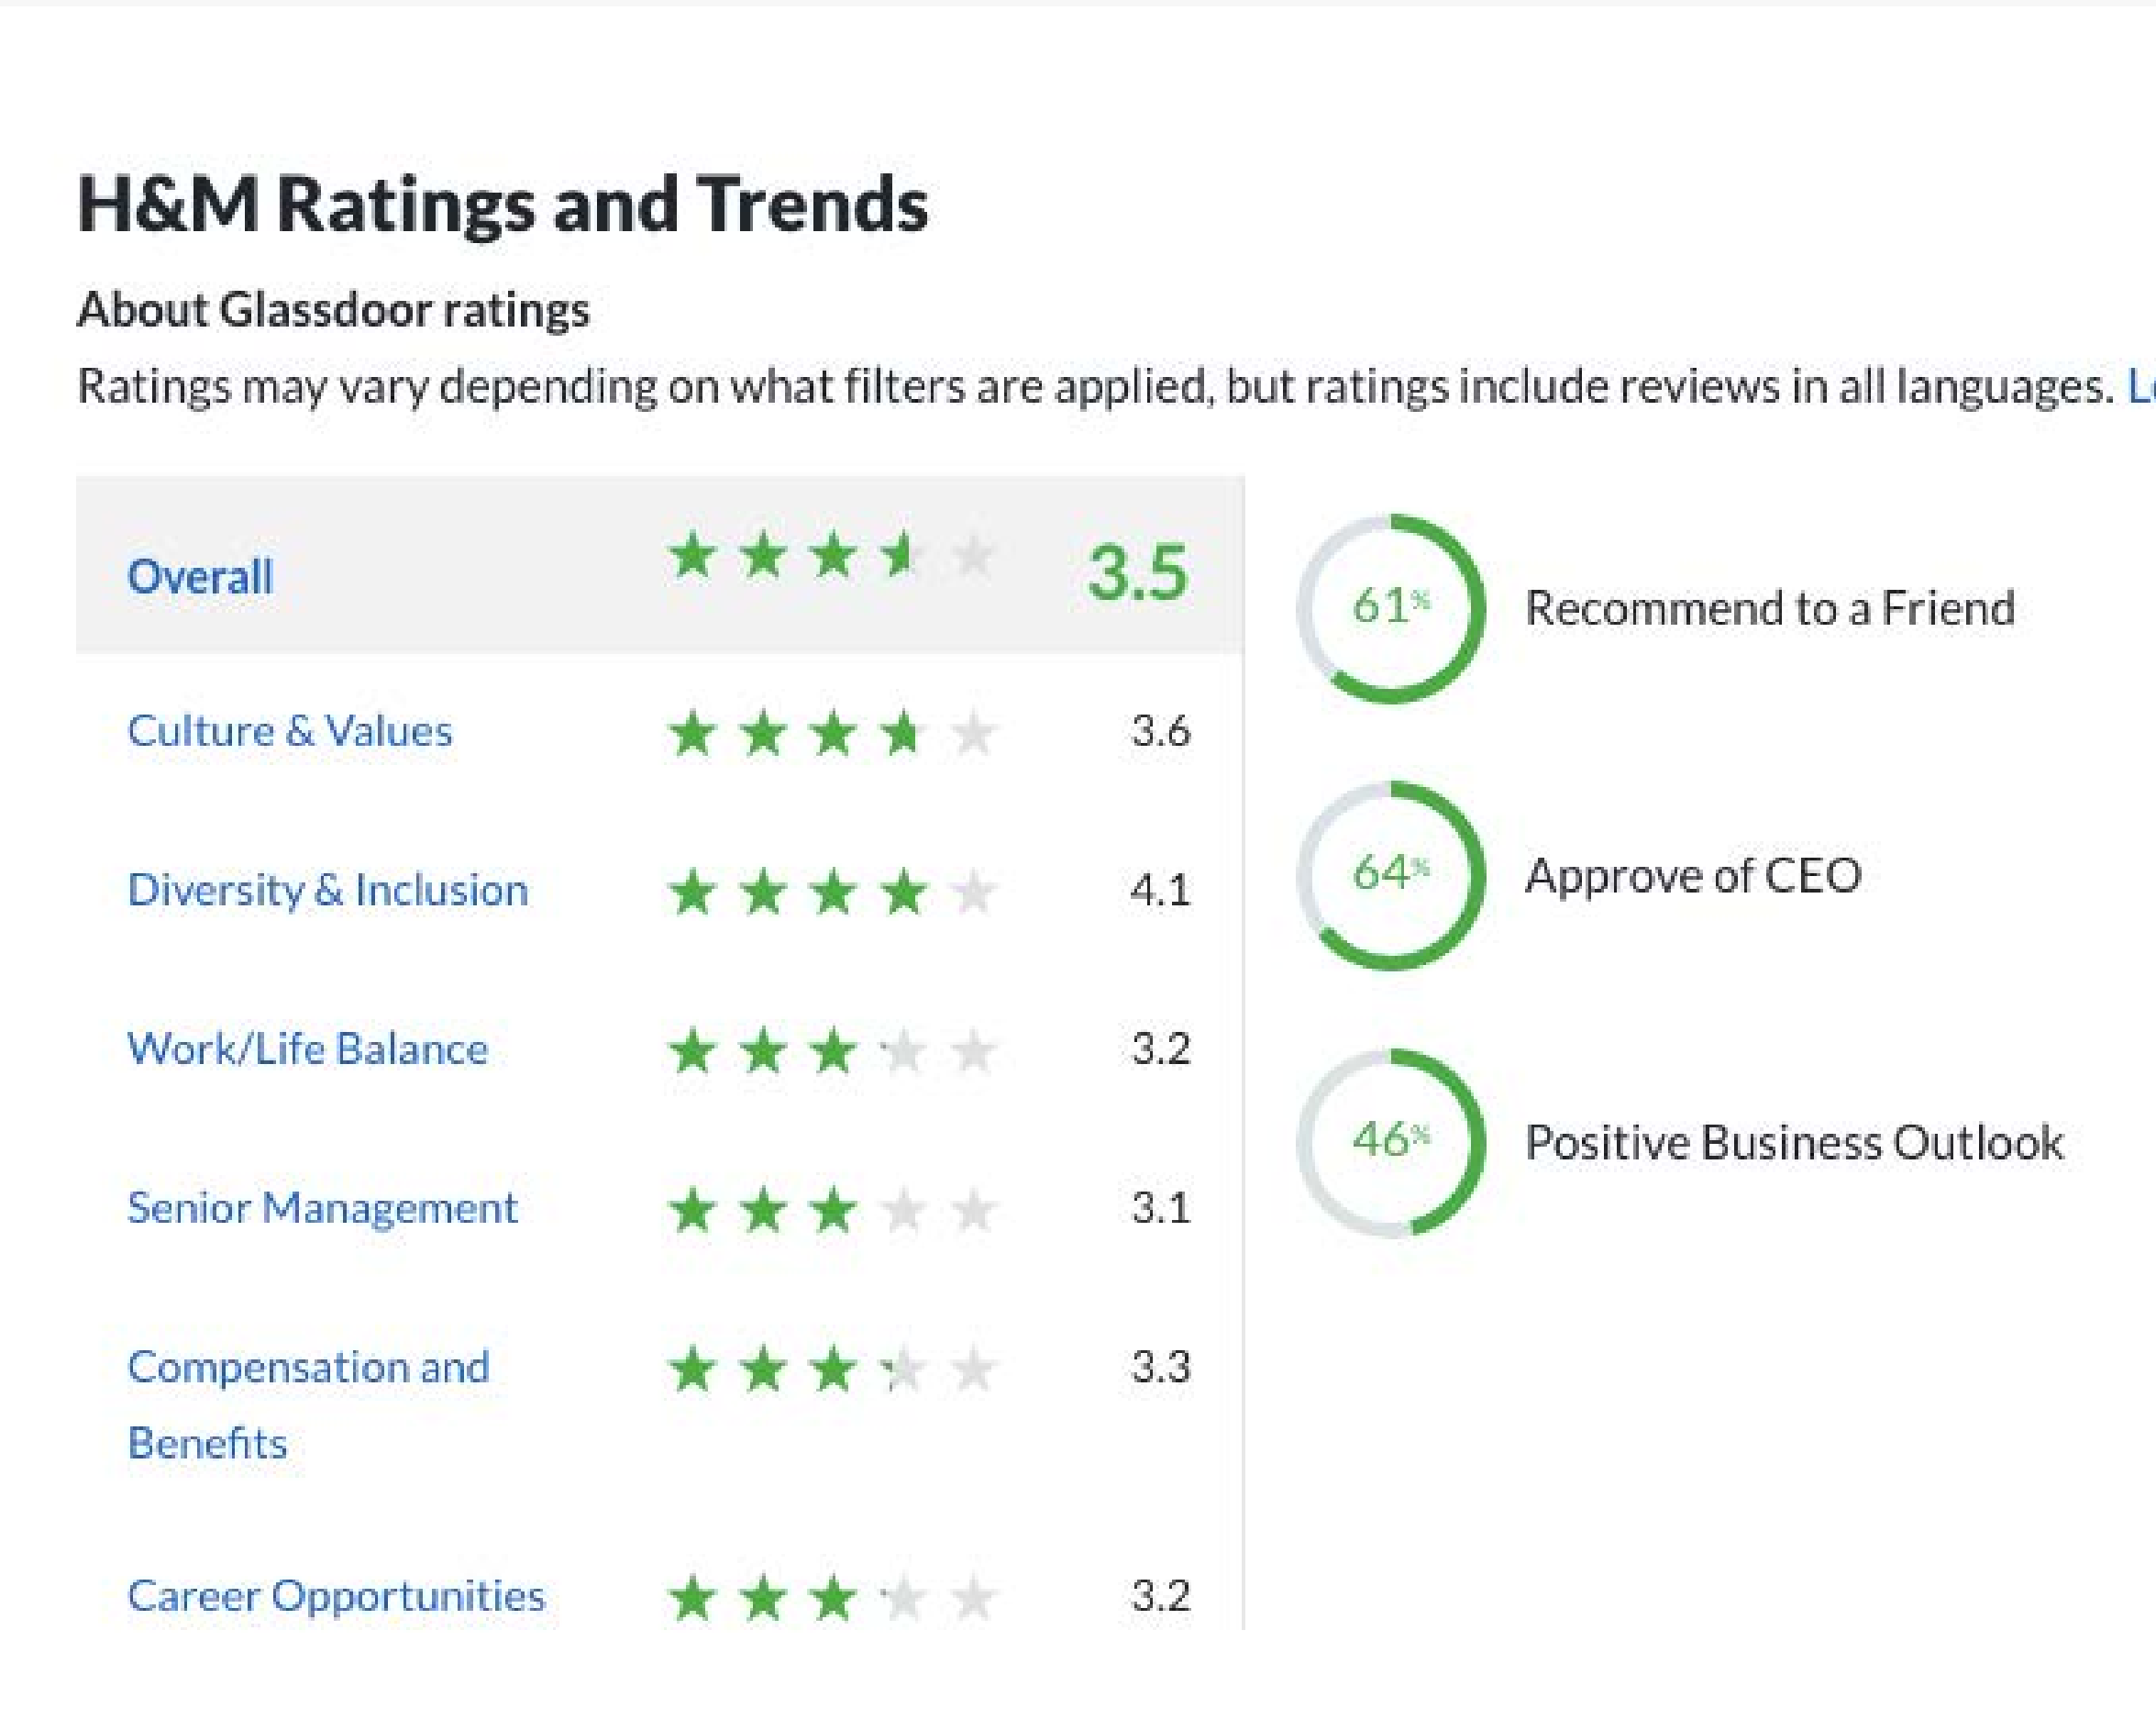 H&M Ratings and Trends
About Glassdoor ratings
Ratings may vary depending on what filters are applied, but ratings include reviews in all languages.
Overall 3.5
Culture & Values 3.6
Diversity & Inclusion 4.1
Work/Life Balance 3.2
Senior Management 3.1
Compensation and 3.3
Benefits
Career Opportunities 3.2
61% Recommend to a Friend
64% Approve of CEO
46% Positive Business Outlook